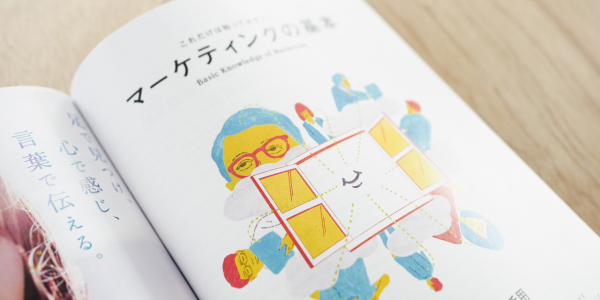 足で見つけ、
心で感じ、
言葉で伝える。
これだけは知っておきたい
マーケティングの基本
Basic Knowledge of Marketing